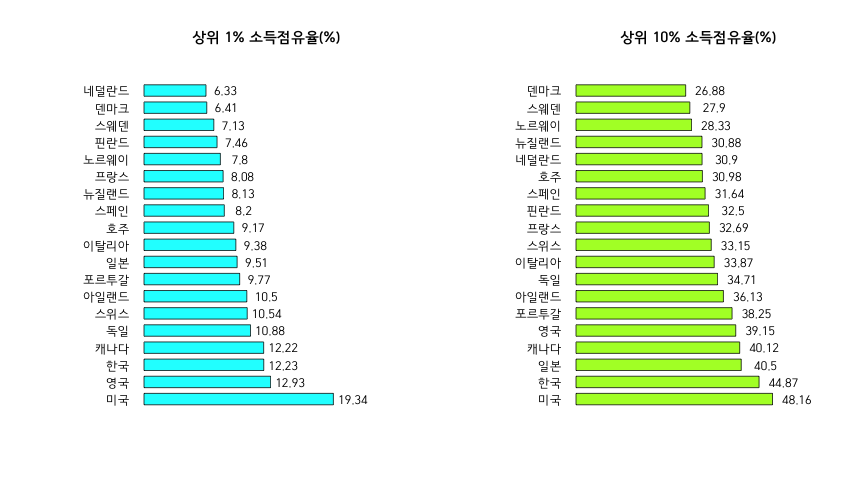 상위 1% 소득점유율(%)
네덜란드 6.33
덴마크 6.41
스웨덴 7.13
핀란드 7.46
노르웨이 7.8
프랑스 8.08
뉴질랜드 8.13
스페인 8.2
호주 9.17
이탈리아 9.38
일본 9.51
포르투갈 9.77
아일랜드 10.5
스위스 10.54
독일 10.88
캐나다 12.22
한국 12.23
영국 12.93
미국 19.34
상위 10% 소득점유율(%)
덴마크 26.88
스웨덴 27.9
노르웨이 28.33
뉴질랜드 30.88
네덜란드 30.9
호주 30.98
스페인 31.64
핀란드 32.5
프랑스 32.69
스위스 33.15
이탈리아 33.87
독일 34.71
아일랜드 36.13
포르투갈 38.25
영국 39.15
캐나다 40.12
일본 40.5
한국 44.87
미국 48.16